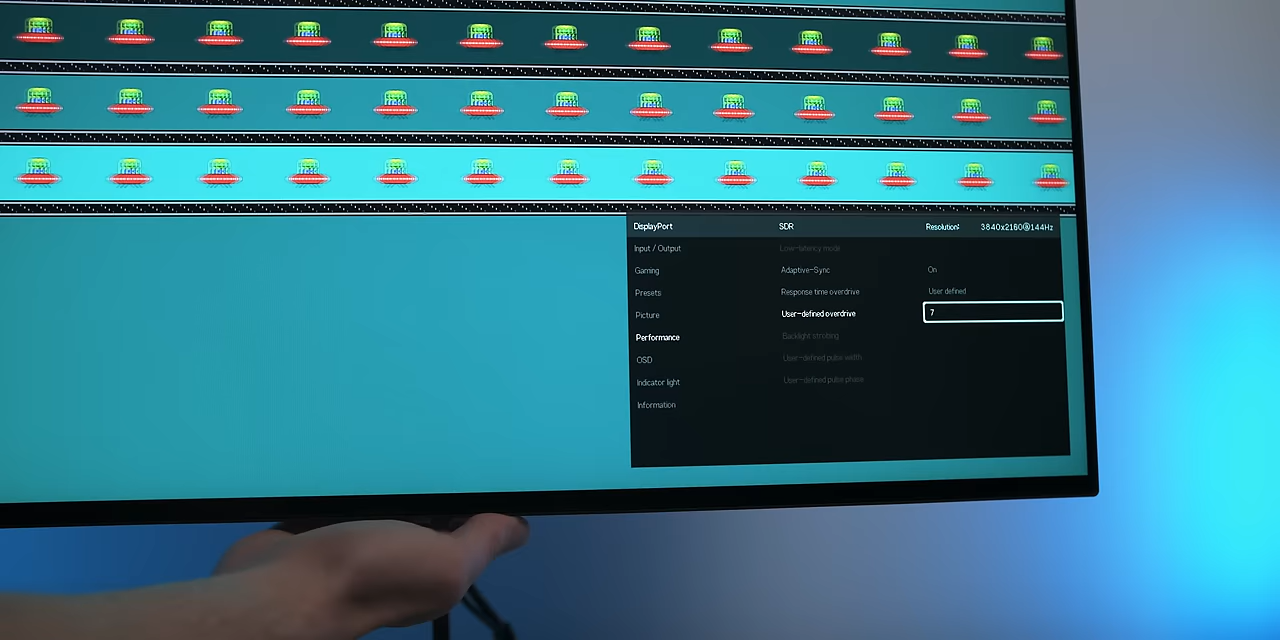 DisplayPort SDR Resolution: 3840x2160@144Hz
Input / Output Low-latency mode
Gaming Adaptive-Sync On
Presets Response time overdrive User defined
Picture User-defined overdrive 7
Performance Backlight strobing
OSD User-defined pulse width
Indicator light User-defined pulse phase
Information